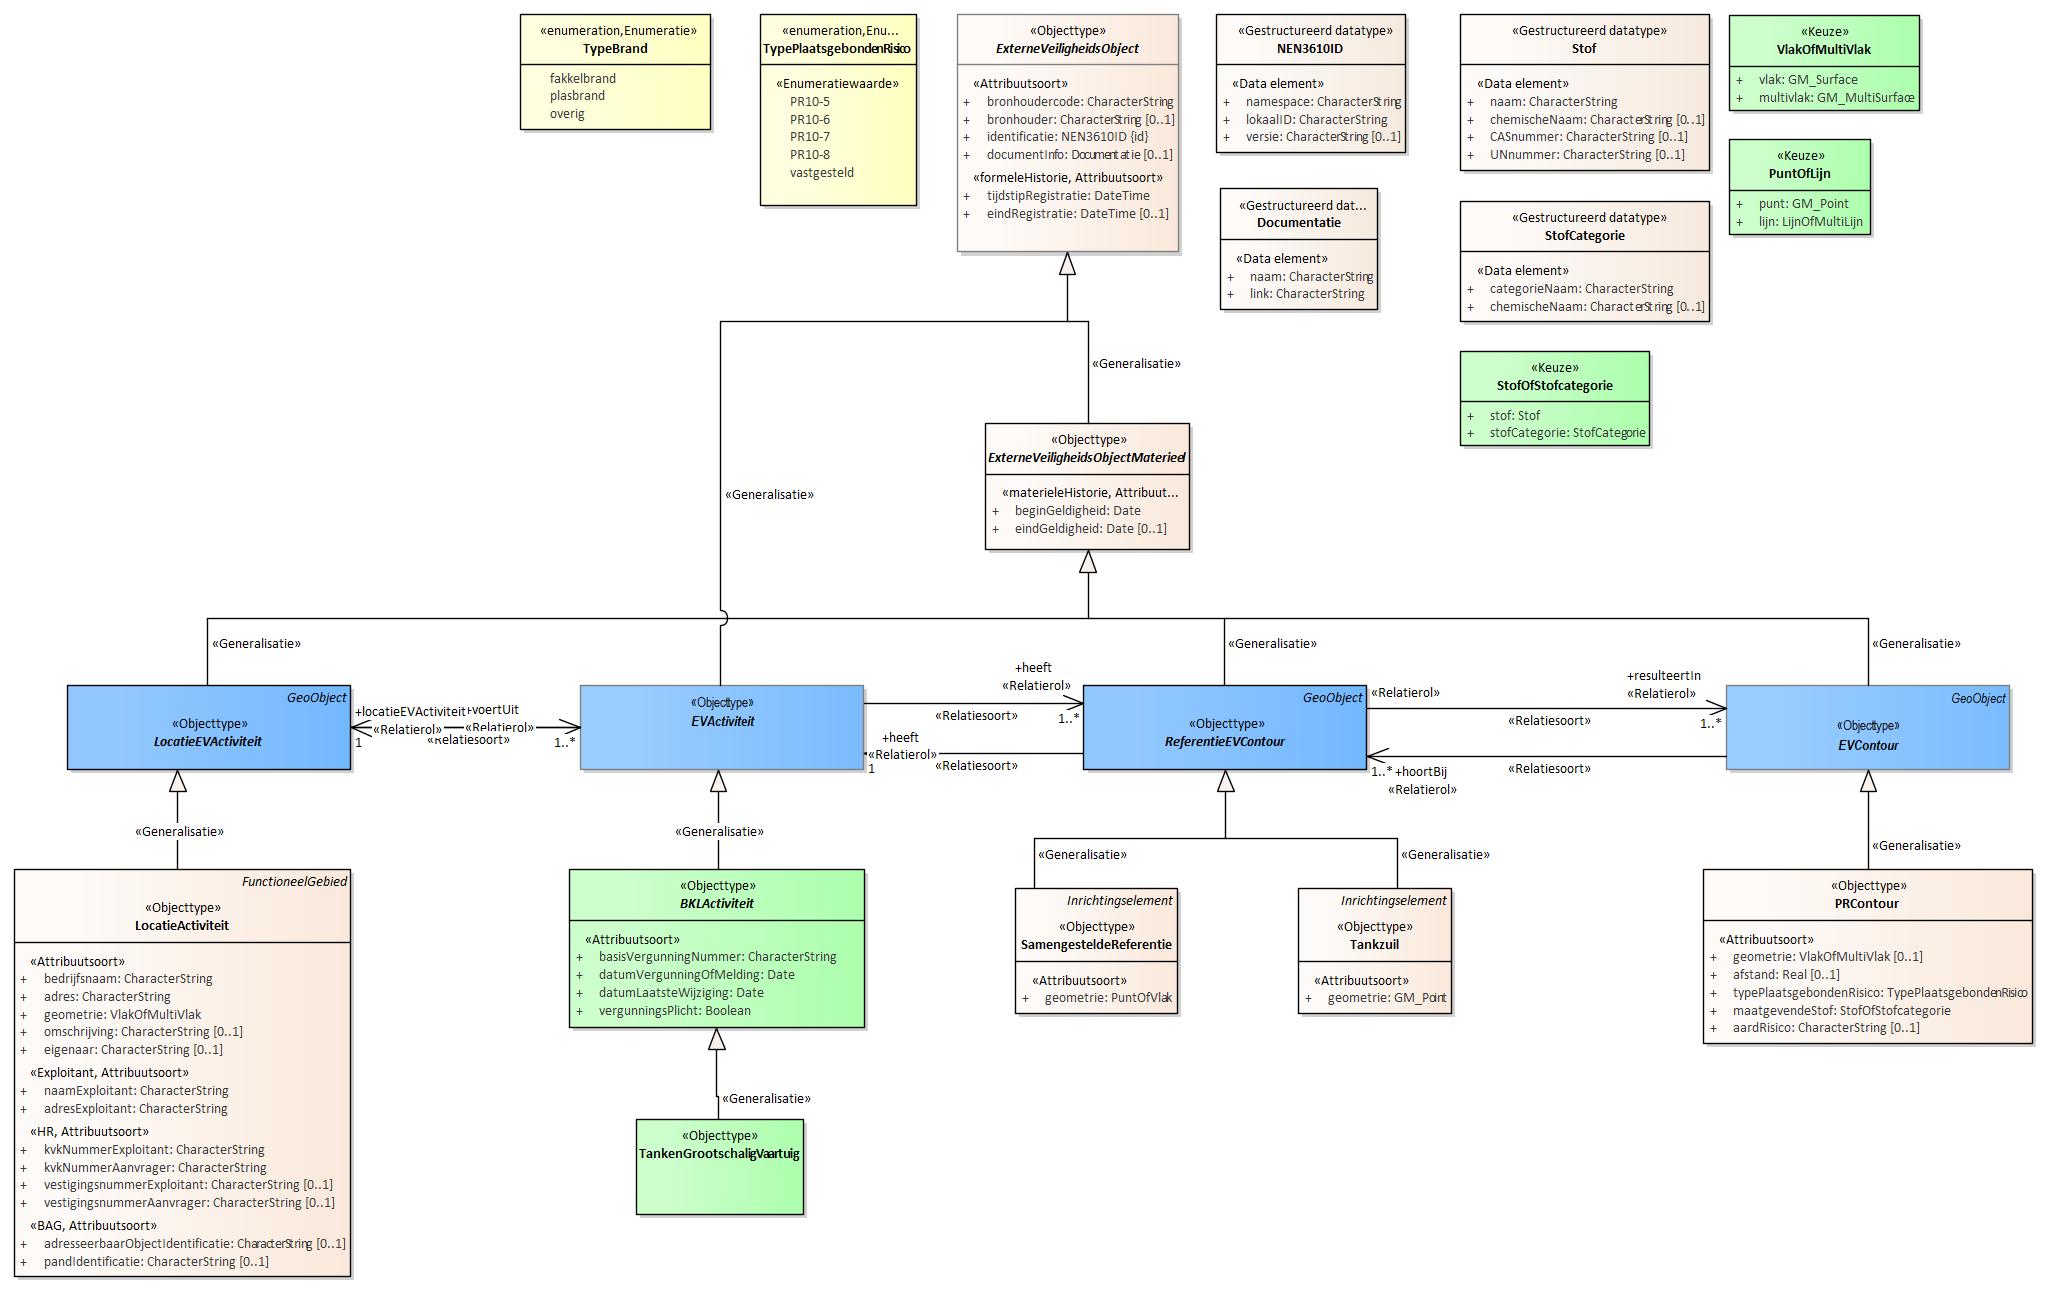 «enumeration,Enumeratie»
TypeBrand
fakkelbrand
plasbrand
overig
«enumeration,Enu...
TypePlaatsgebondenRisico
«Enumeratiewaarde»
PR10-5
PR10-6
PR10-7
PR10-8
vastgesteld
«Objecttype»
ExterneVeiligheidsObject
«Attribuutsoort»
+ bronhoudercode: CharacterString
+ bronhouder: CharacterString [0..1]
+ identificatie: NEN3610ID {id}
+ documentInfo: Documentatie [0..1]
«formeleHistorie, Attribuutsoort»
+ tijdstipRegistratie: DateTime
+ eindRegistratie: DateTime [0..1]
«Gestructureerd datatype»
NEN3610ID
«Data element»
+ namespace: CharacterString
+ lokaalID: CharacterString
+ versie: CharacterString [0..1]
«Gestructureerd dat...
Documentatie
«Data element»
+ naam: CharacterString
+ link: CharacterString
«Gestructureerd datatype»
Stof
«Data element»
+ naam: CharacterString
+ chemischeNaam: CharacterString [0..1]
+ CASnummer: CharacterString [0..1]
+ UNnummer: CharacterString [0..1]
«Gestructureerd datatype»
StofCategorie
«Data element»
+ categorieNaam: CharacterString
+ chemischeNaam: CharacterString [0..1]
«Keuze»
StofOfStofcategorie
+ stof: Stof
+ stofCategorie: StofCategorie
«Keuze»
VlakOfMultiVlak
+ vlak: GM_Surface
+ multivlak: GM_MultiSurface
«Keuze»
PuntOfLijn
+ punt: GM_Point
+ lijn: LijnOfMultiLijn
«Generalisatie»
«Generalisatie»
«Objecttype»
ExterneVeiligheidsObjectMaterieel
«materieleHistorie, Attribuut...
+ beginGeldigheid: Date
+ eindGeldigheid: Date [0..1]
«Generalisatie»
«Generalisatie»
«Generalisatie»
GeoObject
«Objecttype»
LocatieEVActiviteit
+locatieEVActiviteit
«Relatierol»
1
+voertUit
«Relatierol»
1..*
«Relatiesoort»
«Objecttype»
EVActiviteit
+heeft
«Relatierol»
1..*
«Relatiesoort»
+heeft
«Relatierol»
1
«Relatiesoort»
GeoObject
«Objecttype»
ReferentieEVContour
«Relatierol»
+resulteertIn
«Relatierol»
1..*
«Relatiesoort»
1..* +hoortBij
«Relatierol»
«Relatiesoort»
GeoObject
«Objecttype»
EVContour
«Generalisatie»
«Generalisatie»
«Generalisatie»
«Generalisatie»
«Generalisatie»
FunctioneelGebied
«Objecttype»
LocatieActiviteit
«Attribuutsoort»
+ bedrijfsnaam: CharacterString
+ adres: CharacterString
+ geometrie: VlakOfMultiVlak
+ omschrijving: CharacterString [0..1]
+ eigenaar: CharacterString [0..1]
«Exploitant, Attribuutsoort»
+ naamExploitant: CharacterString
+ adresExploitant: CharacterString
«HR, Attribuutsoort»
+ kvkNummerExploitant: CharacterString
+ kvkNummerAanvrager: CharacterString
+ vestigingsnummerExploitant: CharacterString [0..1]
+ vestigingsnummerAanvrager: CharacterString [0..1]
«BAG, Attribuutsoort»
+ adresseerbaarObjectIdentificatie: CharacterString [0..1]
+ pandIdentificatie: CharacterString [0..1]
«Objecttype»
BKLActiviteit
«Attribuutsoort»
+ basisVergunningNummer: CharacterString
+ datumVergunningOfMelding: Date
+ datumLaatsteWijziging: Date
+ vergunningsPlicht: Boolean
«Generalisatie»
«Objecttype»
TankenGrootschaligVaartuig
Inrichtingselement
«Objecttype»
SamengesteldeReferentie
«Attribuutsoort»
+ geometrie: PuntOfVlak
Inrichtingselement
«Objecttype»
Tankzuil
«Attribuutsoort»
+ geometrie: GM_Point
«Objecttype»
PRContour
«Attribuutsoort»
+ geometrie: VlakOfMultiVlak [0..1]
+ afstand: Real [0..1]
+ typePlaatsgebondenRisico: TypePlaatsgebondenRisico
+ maatgevendeStof: StofOfStofcategorie
+ aardRisico: CharacterString [0..1]